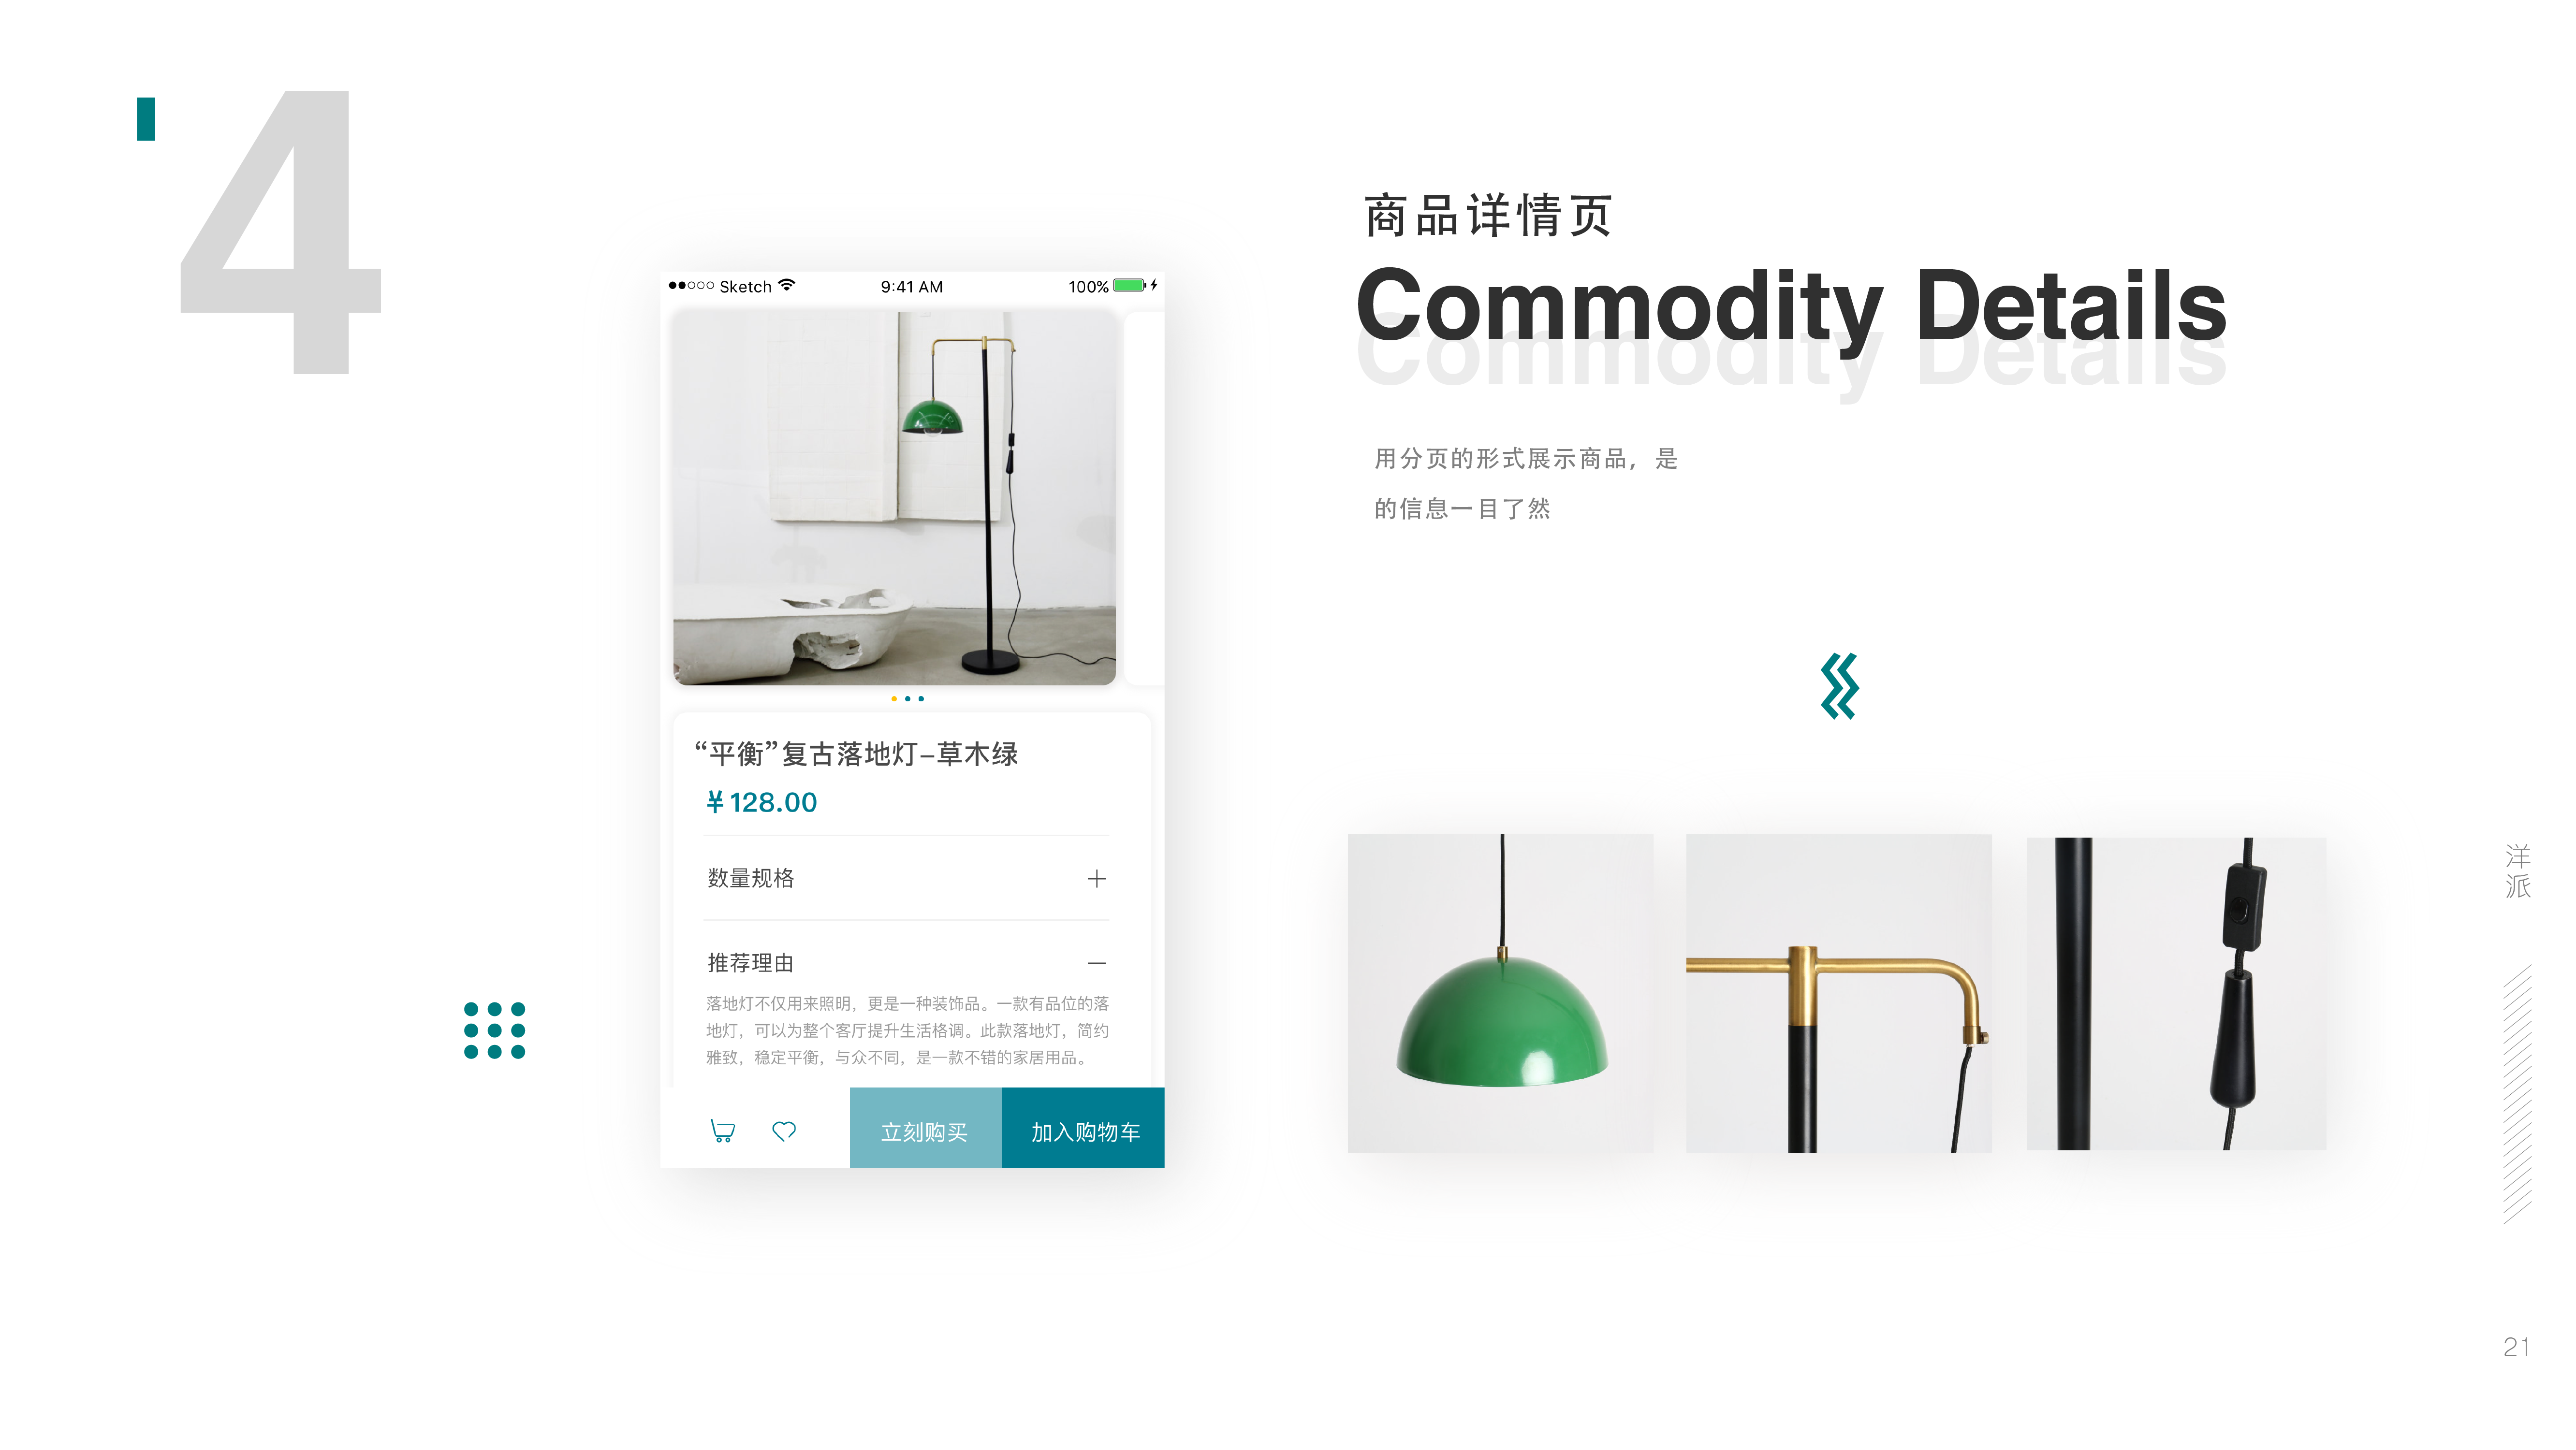 4
●●○○○ Sketch
9:41 AM
100%
“平衡”复古落地灯–草木绿
¥ 128.00
数量规格 +
推荐理由 —
落地灯不仅用来照明，更是一种装饰品。一款有品位的落
地灯，可以为整个客厅提升生活格调。此款落地灯，简约
雅致，稳定平衡，与众不同，是一款不错的家居用品。
立刻购买
加入购物车
商品详情页
Commodity Details
Commodity Details
用分页的形式展示商品，是
的信息一目了然
洋派
21